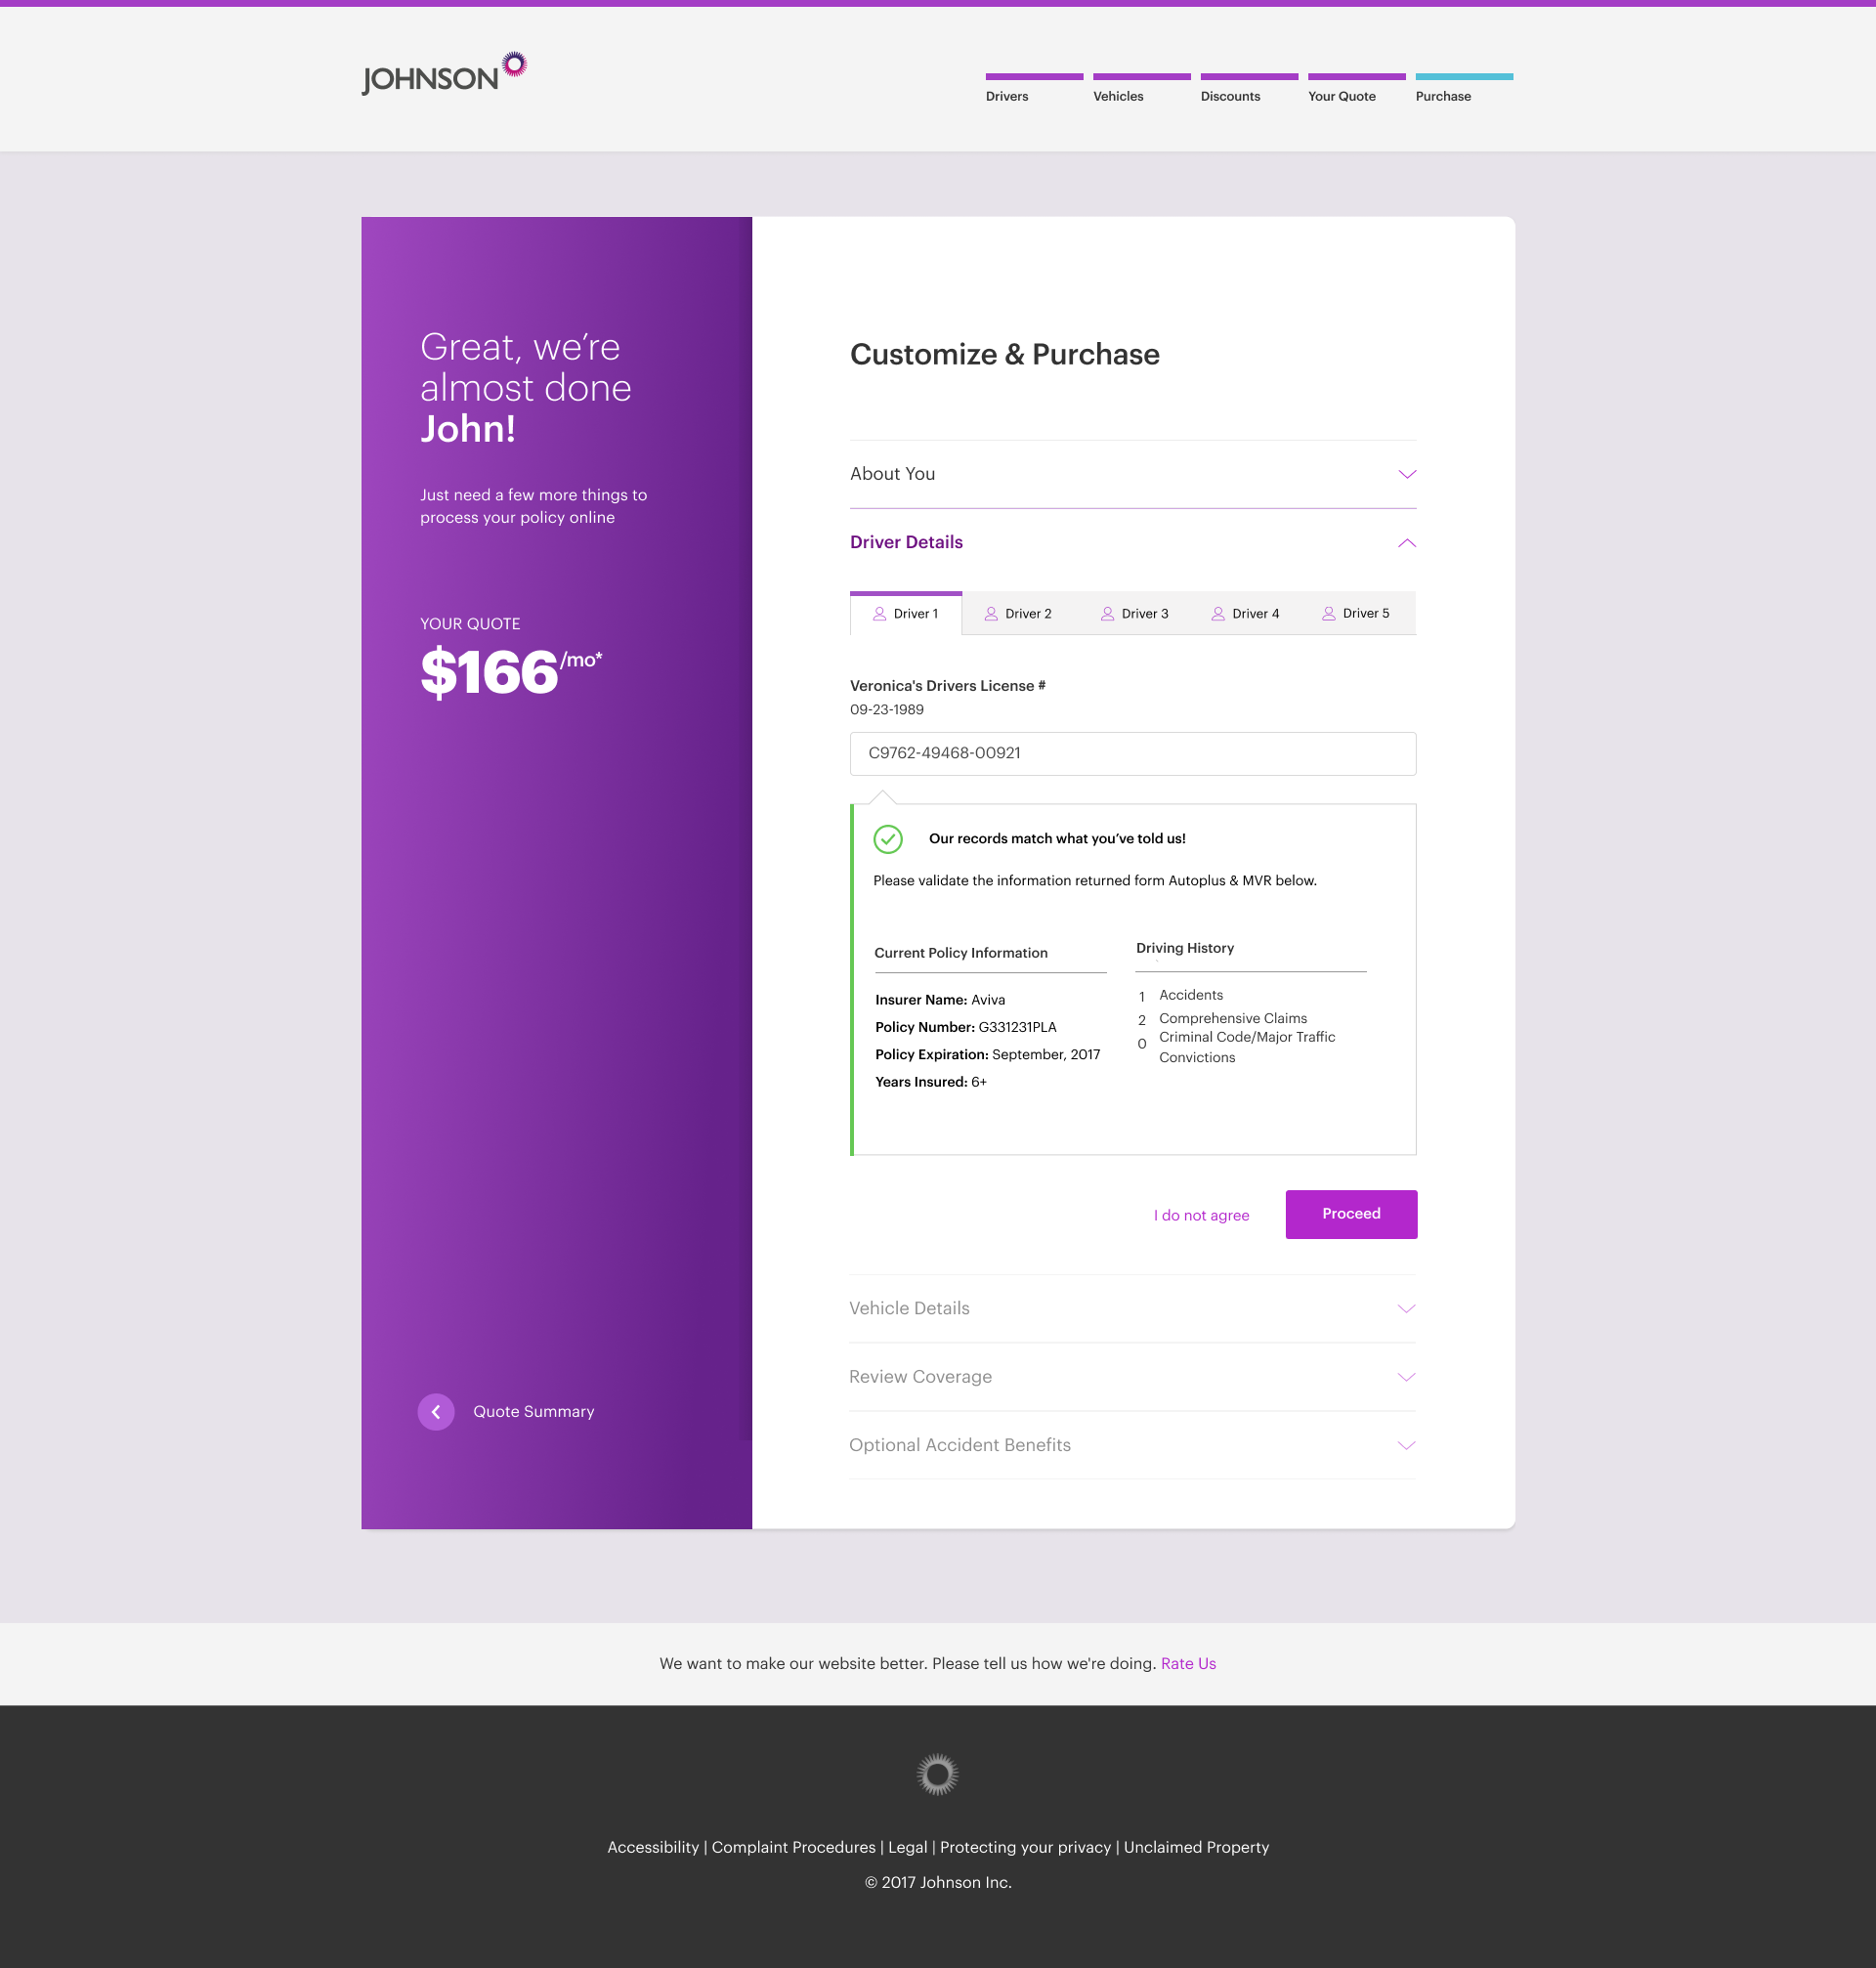 JOHNSON
Drivers
Vehicles
Discounts
Your Quote
Purchase
Great, we’re
almost done
John!
Just need a few more things to
process your policy online
YOUR QUOTE
$166/mo*
Quote Summary
Customize & Purchase
About You
Driver Details
Driver 1
Driver 2
Driver 3
Driver 4
Driver 5
Veronica's Drivers License #
09-23-1989
C9762-49468-00921
Our records match what you’ve told us!
Please validate the information returned form Autoplus & MVR below.
Current Policy Information
Insurer Name: Aviva
Policy Number: G331231PLA
Policy Expiration: September, 2017
Years Insured: 6+
Driving History
1 Accidents
2 Comprehensive Claims
0 Criminal Code/Major Traffic
Convictions
I do not agree
Proceed
Vehicle Details
Review Coverage
Optional Accident Benefits
We want to make our website better. Please tell us how we're doing. Rate Us
Accessibility | Complaint Procedures | Legal | Protecting your privacy | Unclaimed Property
© 2017 Johnson Inc.